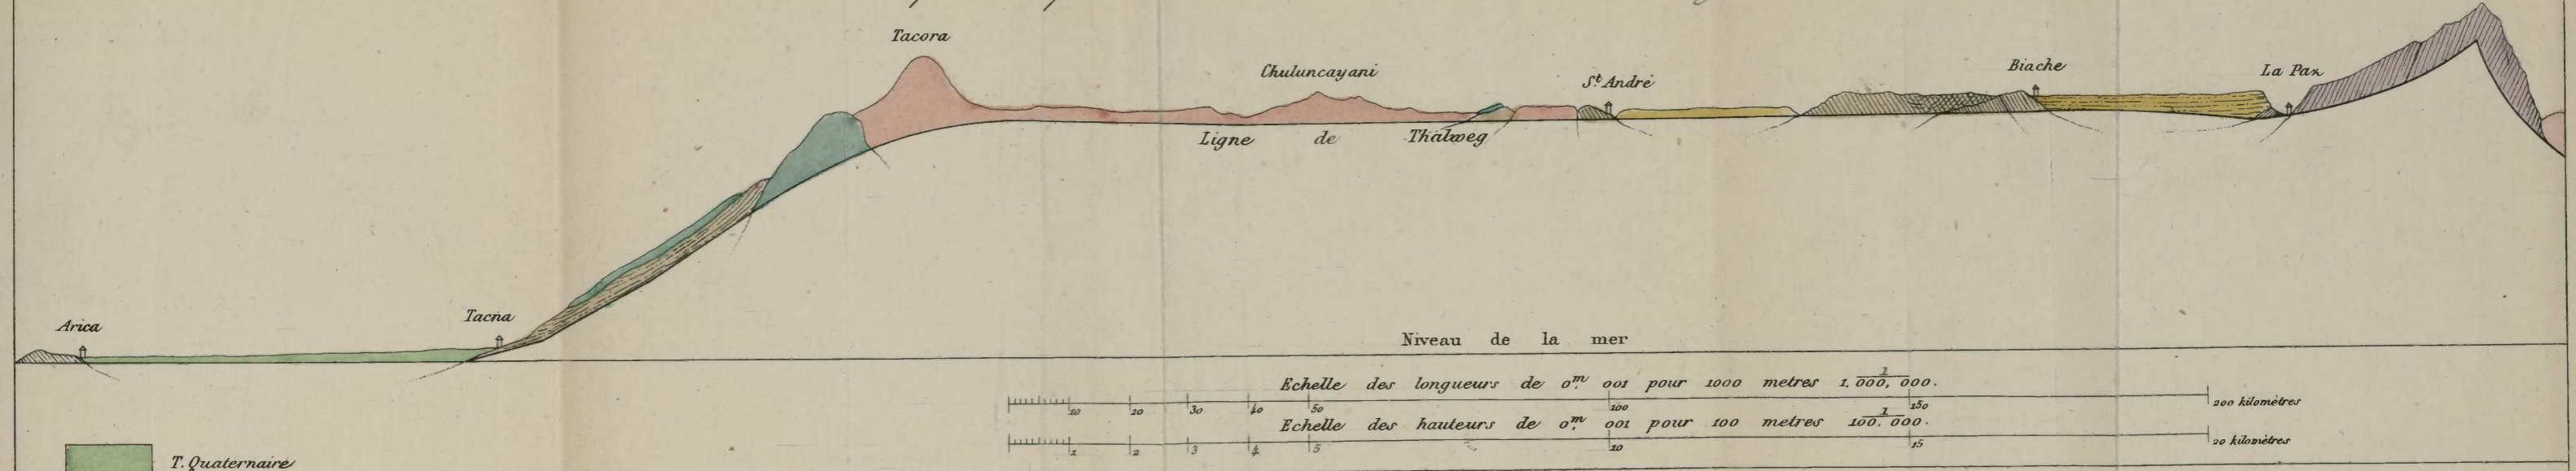 Tacora
Chuluncayani
St. André
Biache
La Paz
Ligne de Thalweg
Arica
Tacna
Niveau de la mer
Echelle des longueurs de 0m. 001 pour 1000 metres 1/1,000,000.
10 20 30 40 50 100 150 200 kilomètres
Echelle des hauteurs de 0m. 001 pour 100 metres 1/100.000.
1 2 3 4 5 10 15 20 kilomètres
T. Quaternaire